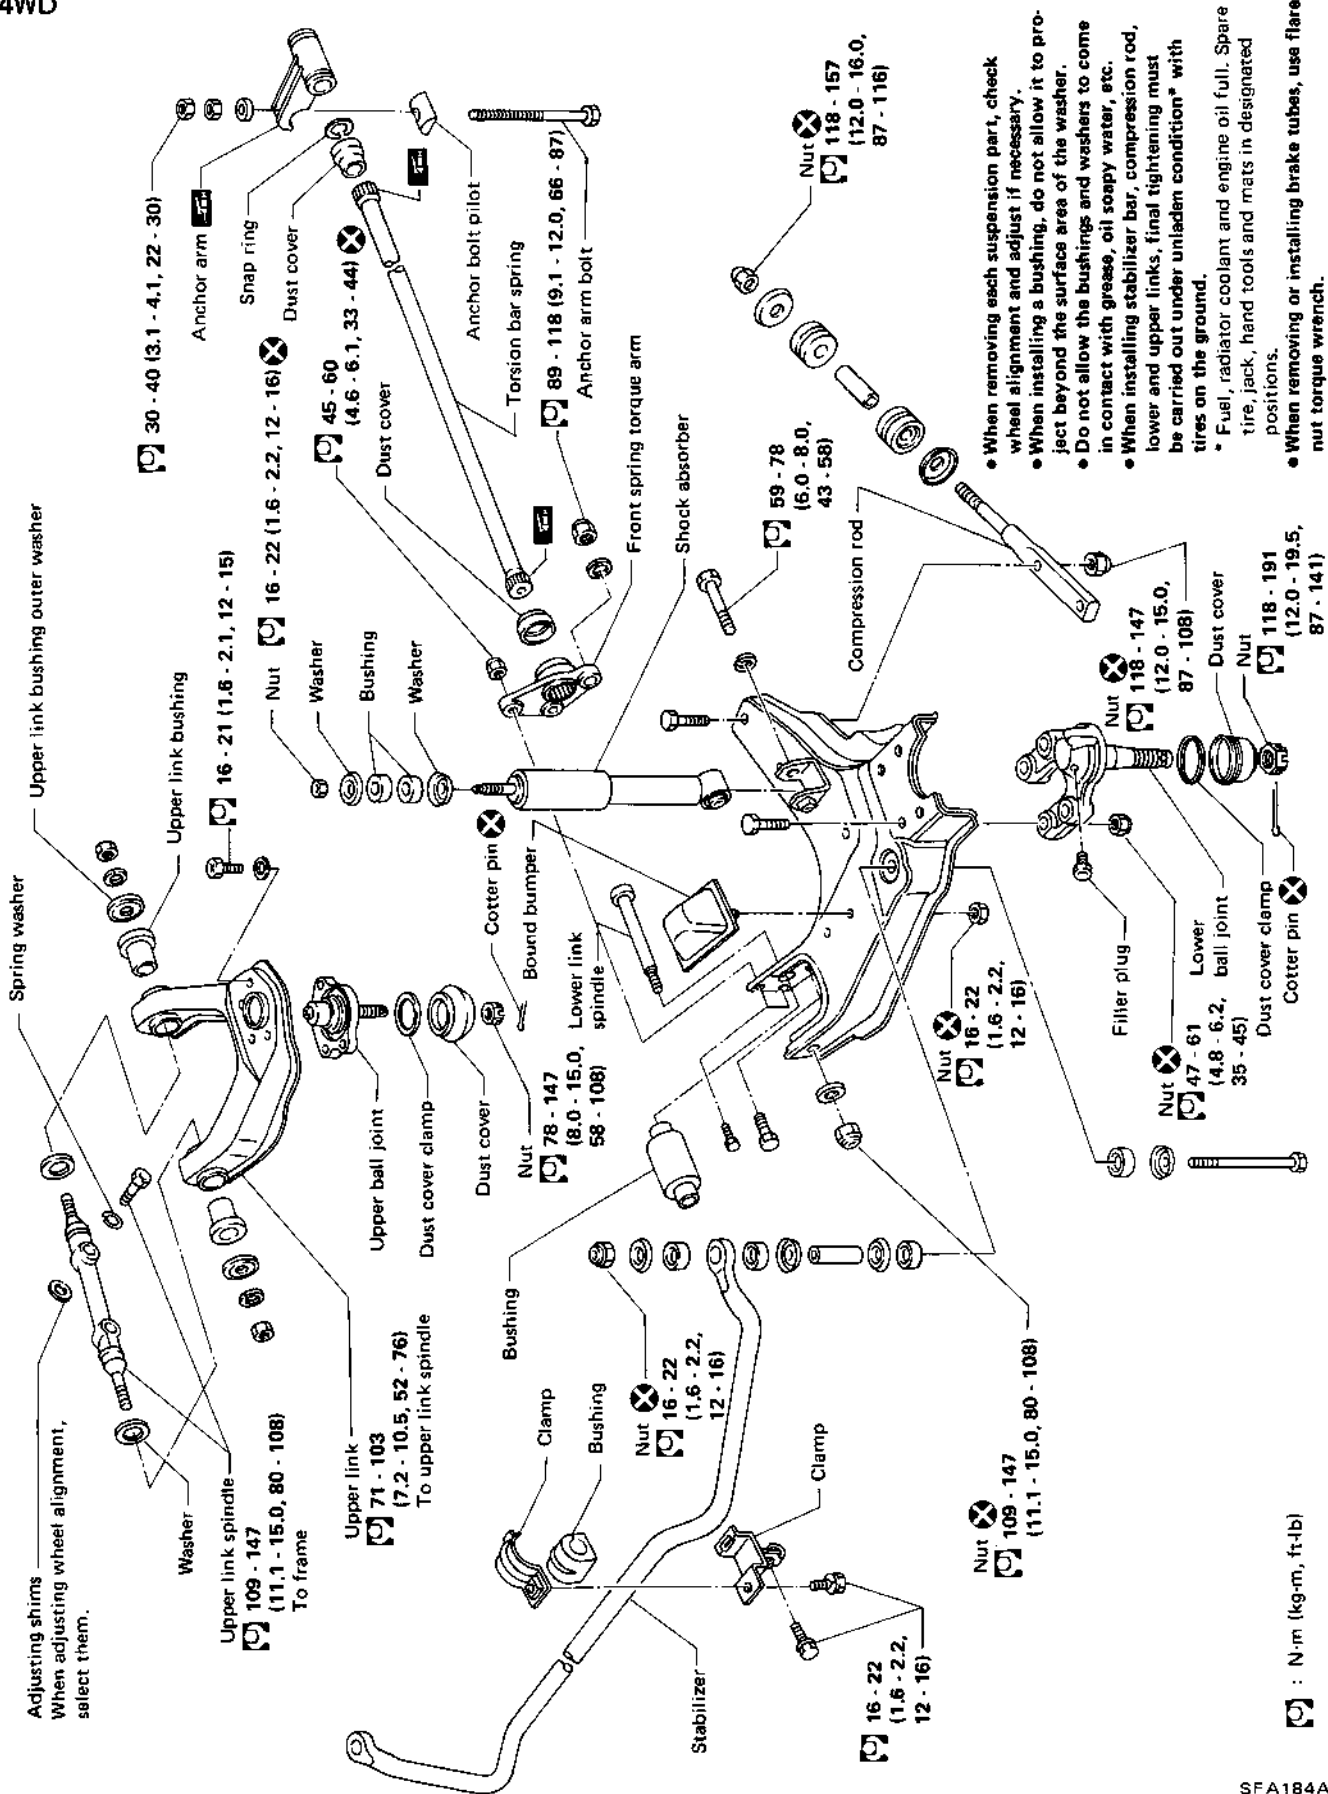 4WD
Adjusting shims
When adjusting wheel alignment,
select them.
Spring washer
Upper link bushing outer washer
Upper link bushing
16 - 21 (1.6 - 2.1, 12 - 15)
Washer
Upper link spindle
109 - 147
(11.1 - 15.0, 80 - 108)
To frame
Upper link
71 - 103
(7.2 - 10.5, 52 - 76)
To upper link spindle
Upper ball joint
Dust cover clamp
Dust cover
Nut
78 - 147
(8.0 - 15.0,
58 - 108)
Cotter pin
Bound bumper
Lower link
spindle
Nut
16 - 22 (1.6 - 2.2, 12 - 16)
Washer
Bushing
Washer
30 - 40 (3.1 - 4.1, 22 - 30)
Anchor arm
Snap ring
Dust cover
45 - 60
(4.6 - 6.1, 33 - 44)
Dust cover
Anchor bolt pilot
Torsion bar spring
89 - 118 (9.1 - 12.0, 66 - 87)
Anchor arm bolt
Front spring torque arm
Shock absorber
59 - 78
(6.0 - 8.0,
43 - 58)
Compression rod
Nut
118 - 157
(12.0 - 16.0,
87 - 116)
Nut
118 - 147
(12.0 - 15.0,
87 - 108)
Dust cover
Nut
118 - 191
(12.0 - 19.5,
87 - 141)
Bushing
Clamp
Bushing
Nut
16 - 22
(1.6 - 2.2,
12 - 16)
Clamp
Stabilizer
16 - 22
(1.6 - 2.2,
12 - 16)
Nut
109 - 147
(11.1 - 15.0, 80 - 108)
Nut
16 - 22
(1.6 - 2.2,
12 - 16)
Filler plug
Nut
47 - 61
(4.8 - 6.2,
35 - 45)
Lower
ball joint
Dust cover clamp
Cotter pin
● When removing each suspension part, check
wheel alignment and adjust if necessary.
● When installing a bushing, do not allow it to pro-
ject beyond the surface area of the washer.
● Do not allow the bushings and washers to come
in contact with grease, oil soapy water, etc.
● When installing stabilizer bar, compression rod,
lower and upper links, final tightening must
be carried out under unladen condition* with
tires on the ground.
* Fuel, radiator coolant and engine oil full. Spare
tire, jack, hand tools and mats in designated
positions.
● When removing or installing brake tubes, use flare
nut torque wrench.
: N·m (kg-m, ft-lb)
SFA184A